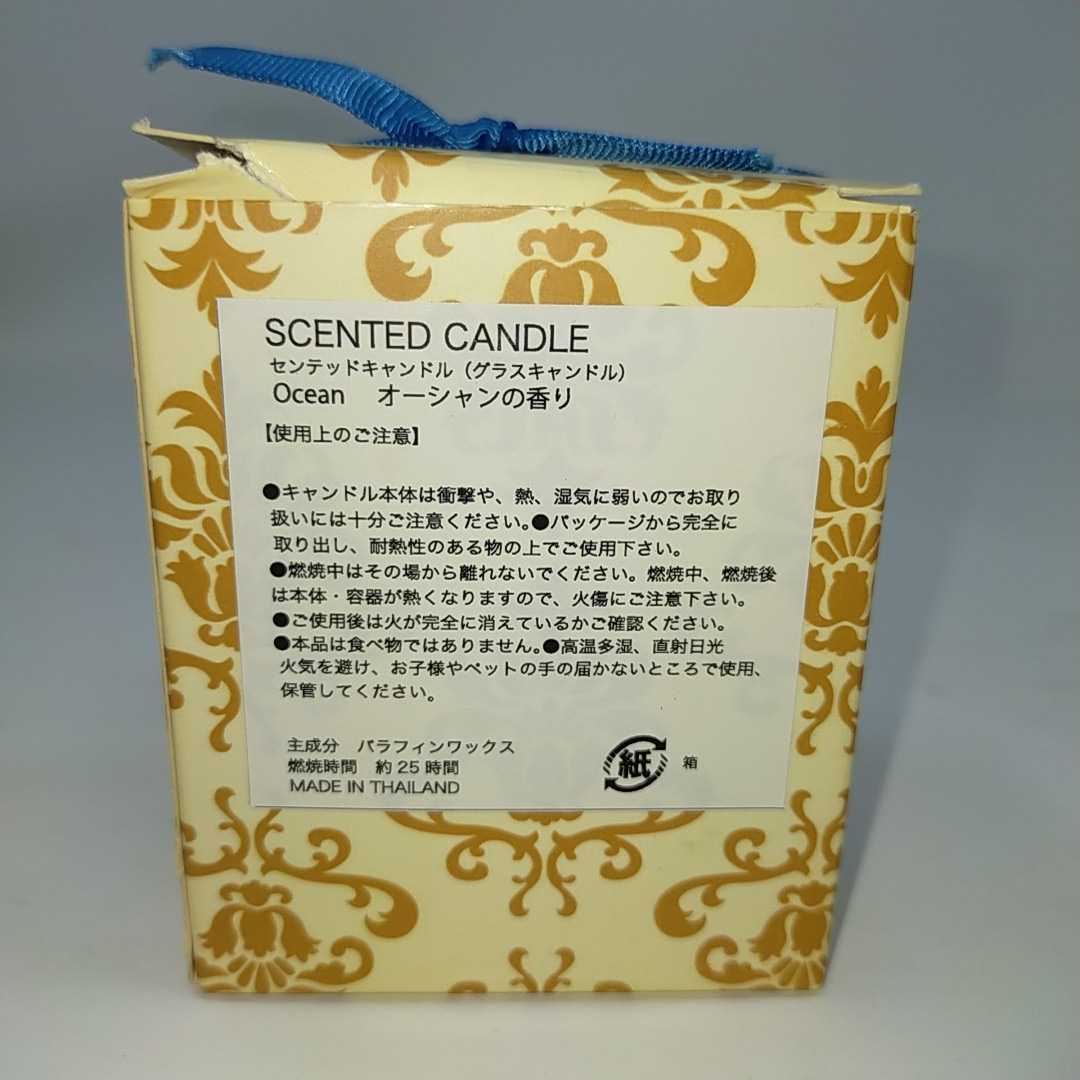 SCENTED CANDLE
センテッドキャンドル（グラスキャンドル）
Ocean　オーシャンの香り
【使用上のご注意】
●キャンドル本体は衝撃や、熱、湿気に弱いのでお取り
扱いには十分ご注意ください。●パッケージから完全に
取り出し、耐熱性のある物の上でご使用下さい。
●燃焼中はその場から離れないでください。燃焼中、燃焼後
は本体・容器が熱くなりますので、火傷にご注意下さい。
●ご使用後は火が完全に消えているかご確認ください。
●本品は食べ物ではありません。●高温多湿、直射日光
火気を避け、お子様やペットの手の届かないところで使用、
保管してください。
主成分　パラフィンワックス
燃焼時間　約25時間
MADE IN THAILAND
紙 箱